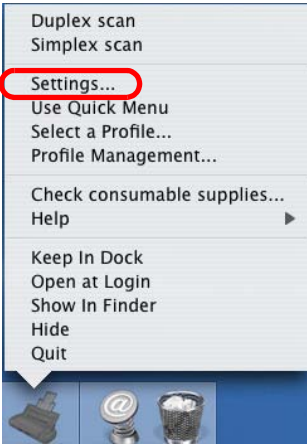 Duplex scan
Simplex scan
Settings...
Use Quick Menu
Select a Profile...
Profile Management...
Check consumable supplies...
Help
Keep In Dock
Open at Login
Show In Finder
Hide
Quit
@